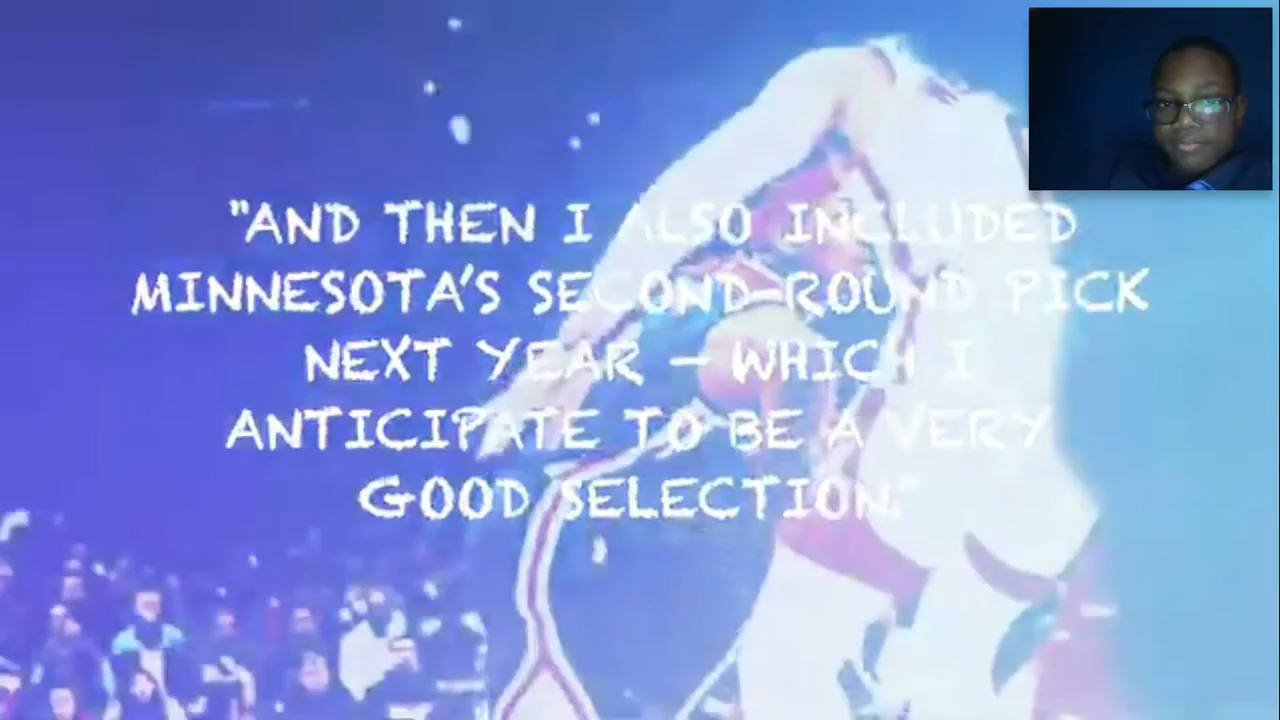 "AND THEN I ALSO INCLUDED
MINNESOTA'S SECOND-ROUND PICK
NEXT YEAR – WHICH I
ANTICIPATE TO BE A VERY
GOOD SELECTION."